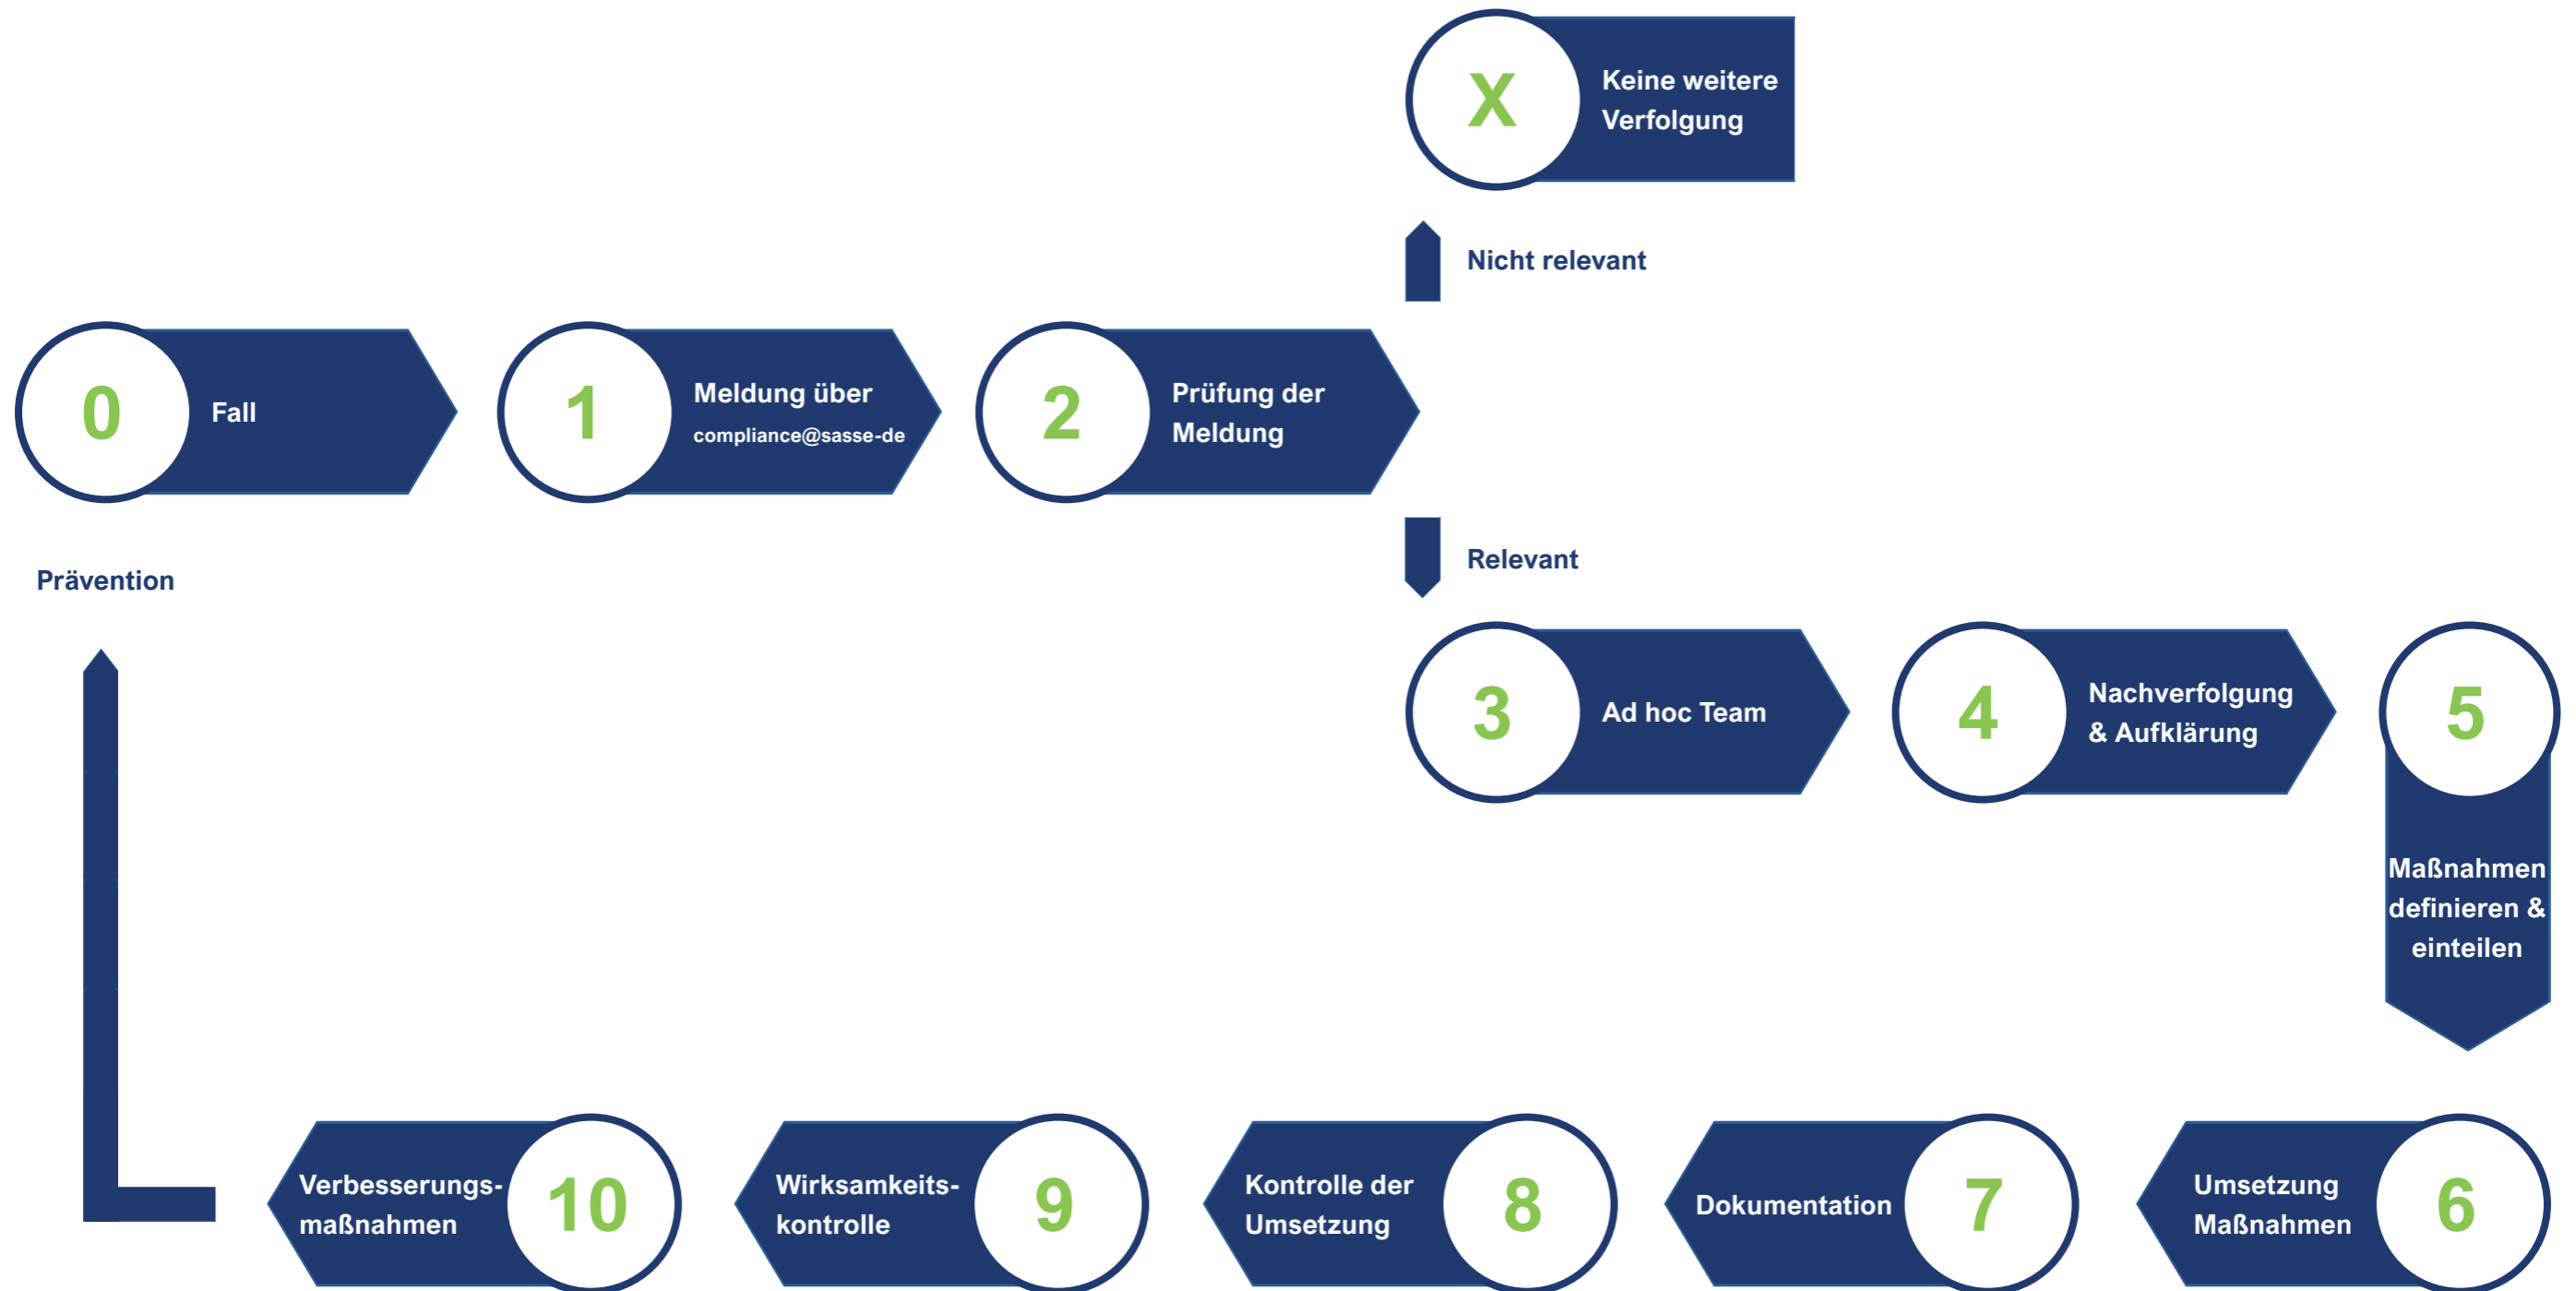 X
Keine weitere
Verfolgung
Nicht relevant
0
Fall
1
Meldung über
compliance@sasse-de
2
Prüfung der
Meldung
Relevant
Prävention
3
Ad hoc Team
4
Nachverfolgung
& Aufklärung
5
Maßnahmen
definieren &
einteilen
6
Umsetzung
Maßnahmen
7
Dokumentation
8
Kontrolle der
Umsetzung
9
Wirksamkeits-
kontrolle
10
Verbesserungs-
maßnahmen